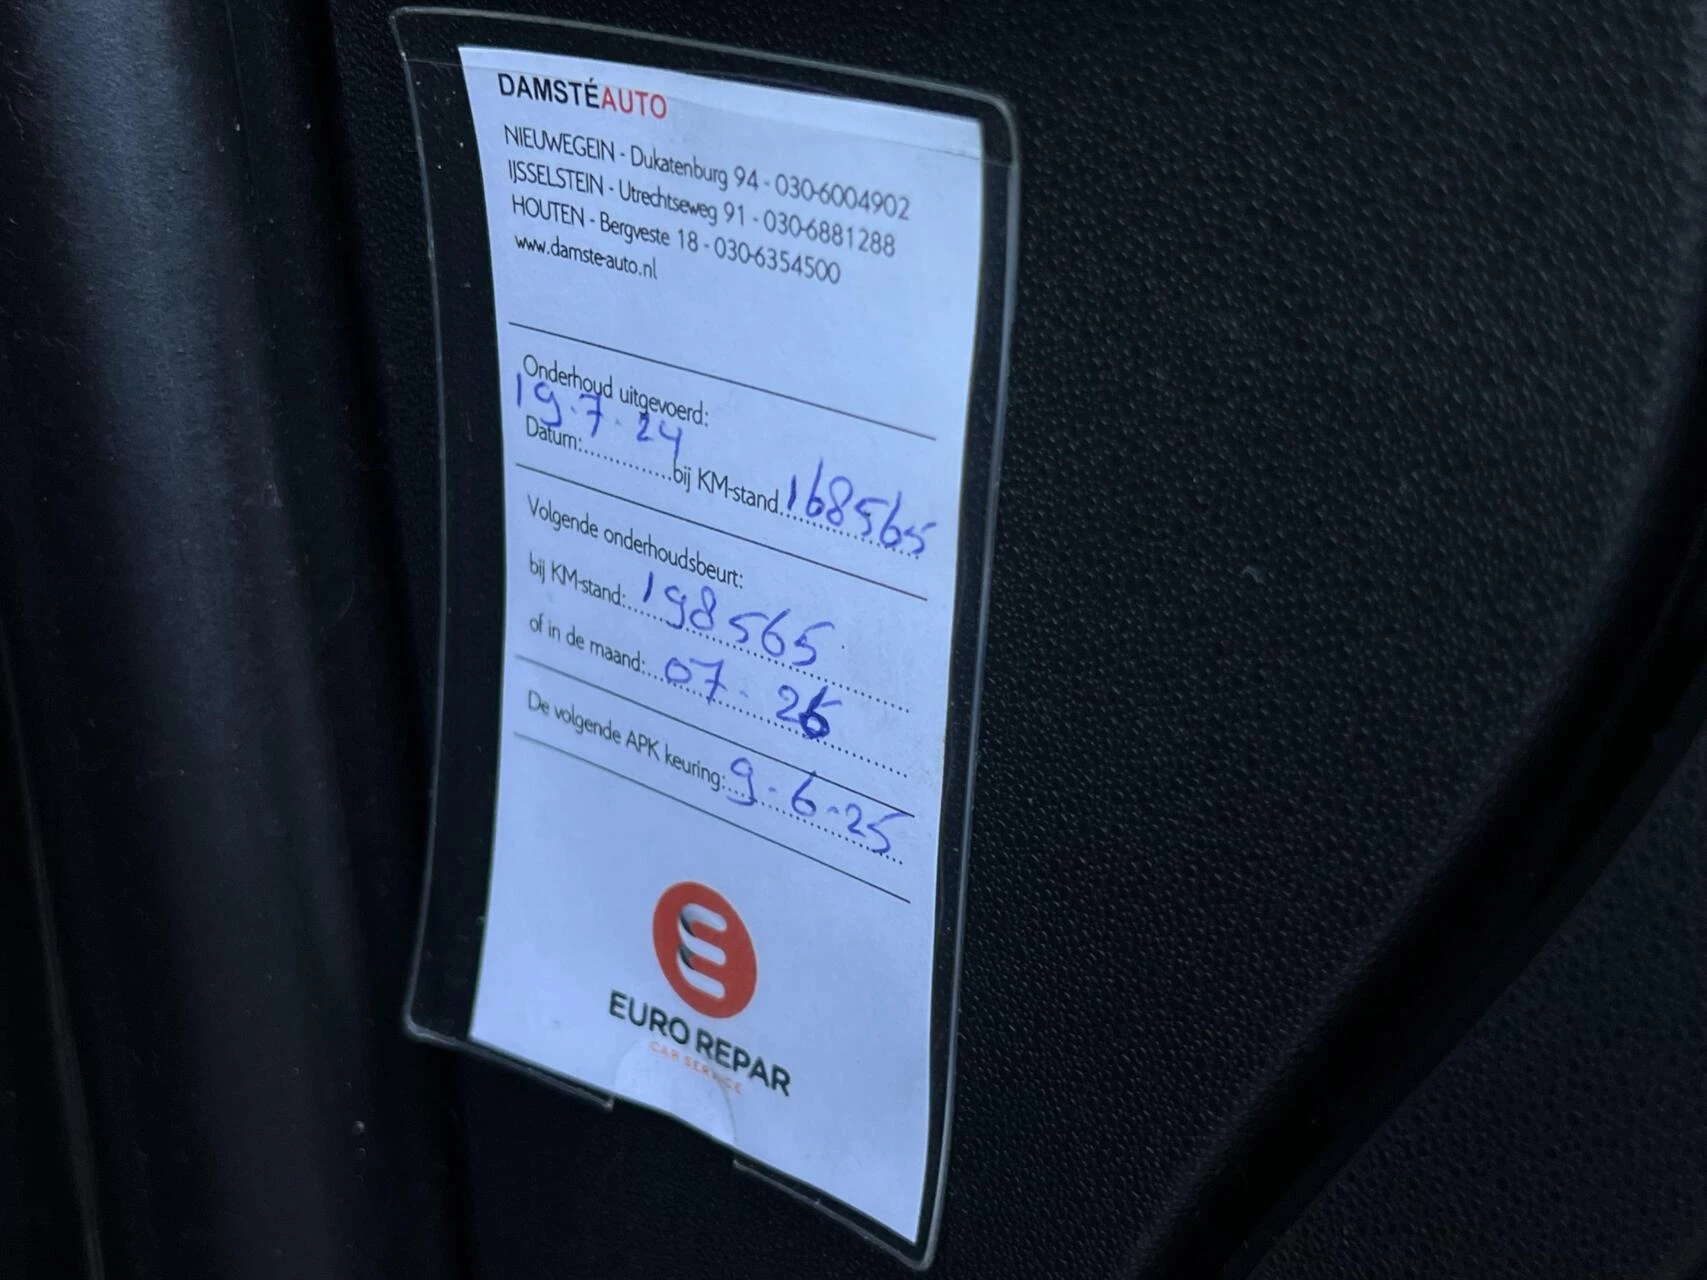 DAMSTÉAUTO
NIEUWEGEIN - Dukatenburg 94 - 030-6004902
IJSSELSTEIN - Utrechtseweg 91 - 030-6881288
HOUTEN - Bergveste 18 - 030-6354500
www.damste-auto.nl
Onderhoud uitgevoerd:
Datum: 19.7.24 bij KM-stand 168565
Volgende onderhoudsbeurt:
bij KM-stand: 198565
of in de maand: 07-26
De volgende APK keuring: 9-6-25
EURO REPAR
CAR SERVICE